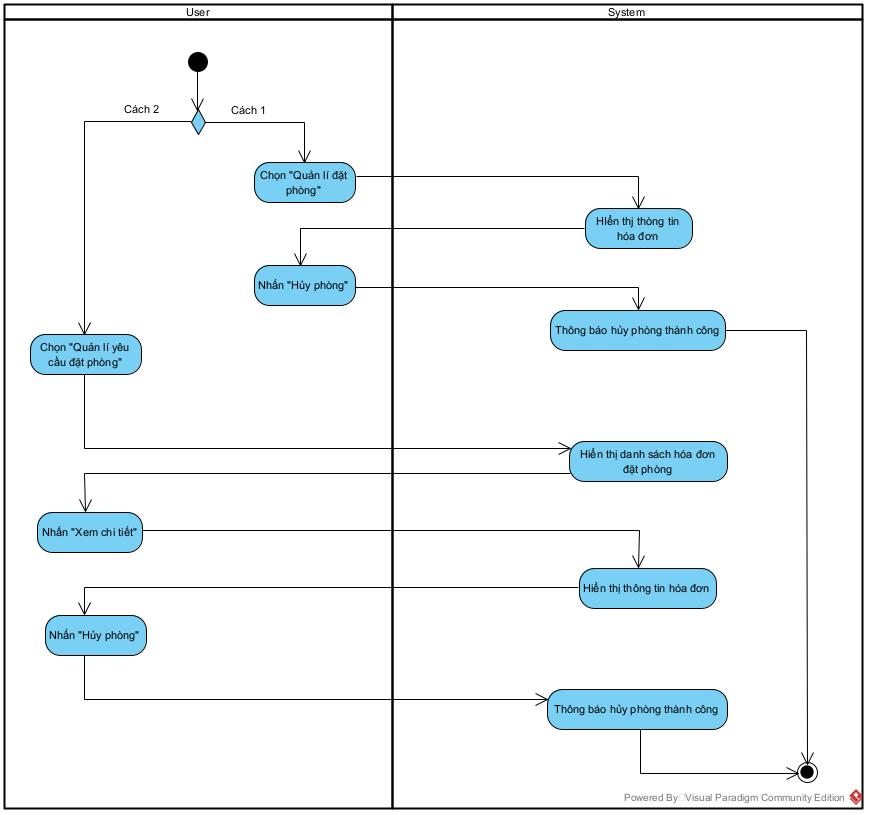 User
System
Cách 2
Cách 1
Chọn "Quản lí đặt
phòng"
HIển thị thòng tin
hóa đơn
Nhấn "Hủy phòng"
Thông báo hủy phòng thành công
Chọn "Quản lí yêu
cầu đặt phòng"
Hiển thị danh sách hóa đơn
đặt phòng
Nhấn "Xem chi tiết"
Hiển thị thông tin hóa đơn
Nhấn "Hủy phòng"
Thông báo hủy phòng thành công
Powered By Visual Paradigm Community Edition